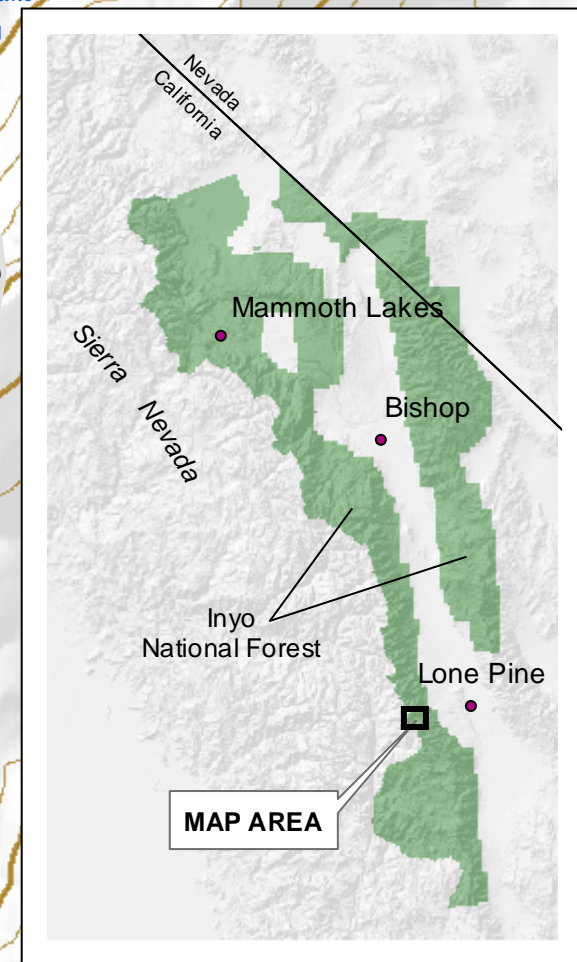 Nevada
California
Mammoth Lakes
Sierra
Nevada
Bishop
Inyo
National Forest
Lone Pine
MAP AREA